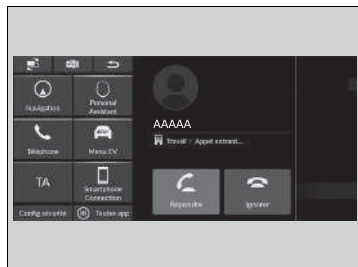 Navigation
Personal
Assistant
Téléphone
Menu CV
TA
Smartphone
Connection
Config sécurité
Toutes app
AAAAA
Travail : Appel entrant...
Répondre
Ignorer